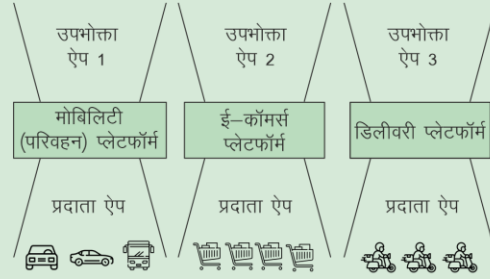 उपभोक्ता
ऐप 1
उपभोक्ता
ऐप 2
उपभोक्ता
ऐप 3
मोबिलिटी
(परिवहन) प्लेटफॉर्म
ई–कॉमर्स
प्लेटफॉर्म
डिलीवरी प्लेटफॉर्म
प्रदाता ऐप
प्रदाता ऐप
प्रदाता ऐप